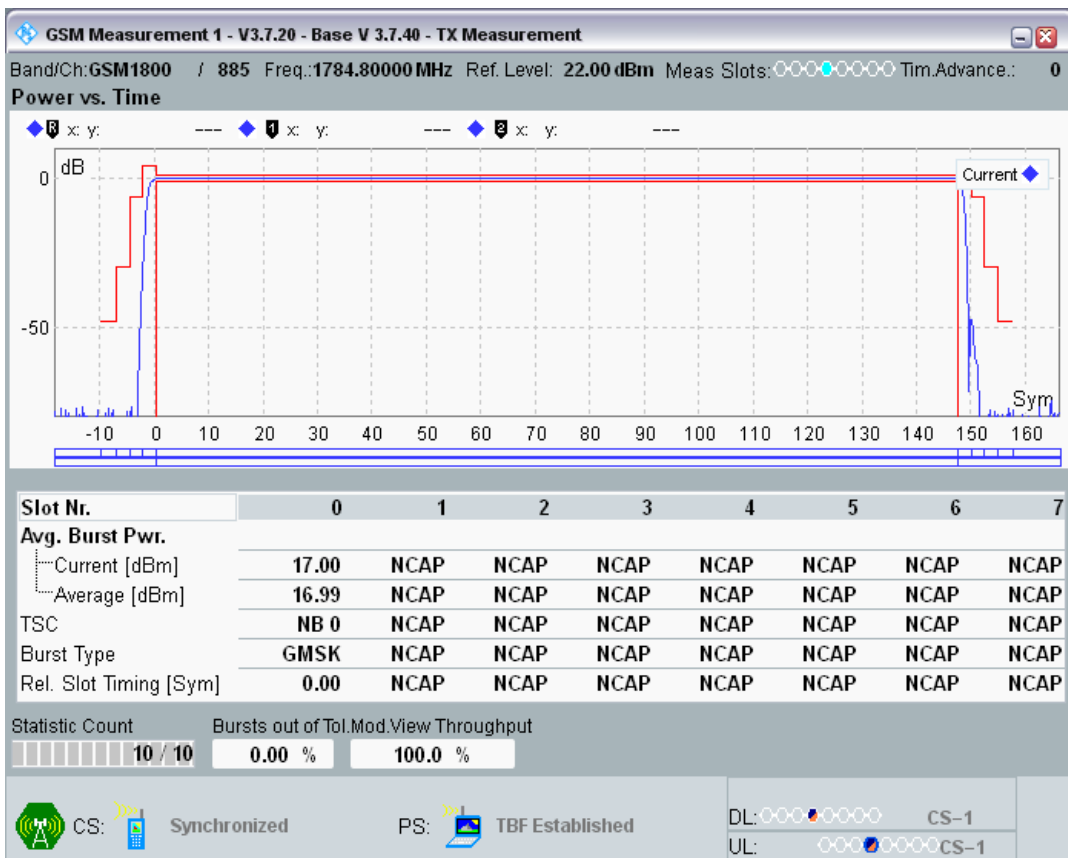 GSM Measurement 1 - V3.7.20 - Base V 3.7.40 - TX Measurement
Band/Ch:GSM1800 / 885 Freq.:1784.80000 MHz Ref. Level: 22.00 dBm Meas Slots: Tim.Advance.: 0
Power vs. Time
R x: y: --- 1 x: y: --- 2 x: y: ---
dB
Current
0
-50
Sym
-10 0 10 20 30 40 50 60 70 80 90 100 110 120 130 140 150 160
Slot Nr. 0 1 2 3 4 5 6 7
Avg. Burst Pwr.
Current [dBm] 17.00 NCAP NCAP NCAP NCAP NCAP NCAP NCAP
Average [dBm] 16.99 NCAP NCAP NCAP NCAP NCAP NCAP NCAP
TSC NB 0 NCAP NCAP NCAP NCAP NCAP NCAP NCAP
Burst Type GMSK NCAP NCAP NCAP NCAP NCAP NCAP NCAP
Rel. Slot Timing [Sym] 0.00 NCAP NCAP NCAP NCAP NCAP NCAP NCAP
Statistic Count Bursts out of Tol.Mod.View Throughput
10 / 10 0.00 % 100.0 %
CS: Synchronized PS: TBF Established DL: CS-1
UL: CS-1